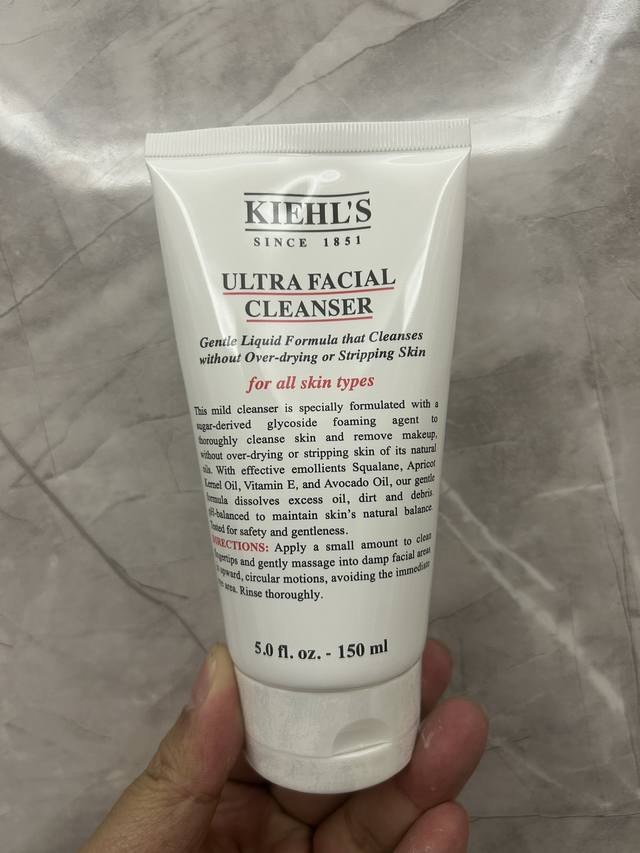 KIEHL'S
SINCE 1851
ULTRA FACIAL
CLEANSER
Gentle Liquid Formula that Cleanses
without Over-drying or Stripping Skin
for all skin types
This mild cleanser is specially formulated with a
sugar-derived glycoside foaming agent to
thoroughly cleanse skin and remove makeup,
without over-drying or stripping skin of its natural
oils. With effective emollients Squalane, Apricot
Kernel Oil, Vitamin E, and Avocado Oil, our gentle
formula dissolves excess oil, dirt and debris.
pH-balanced to maintain skin's natural balance.
Tested for safety and gentleness.
DIRECTIONS: Apply a small amount to clean
fingertips and gently massage into damp facial areas
upward, circular motions, avoiding the immediate
area. Rinse thoroughly.
5.0 fl. oz. - 150 ml